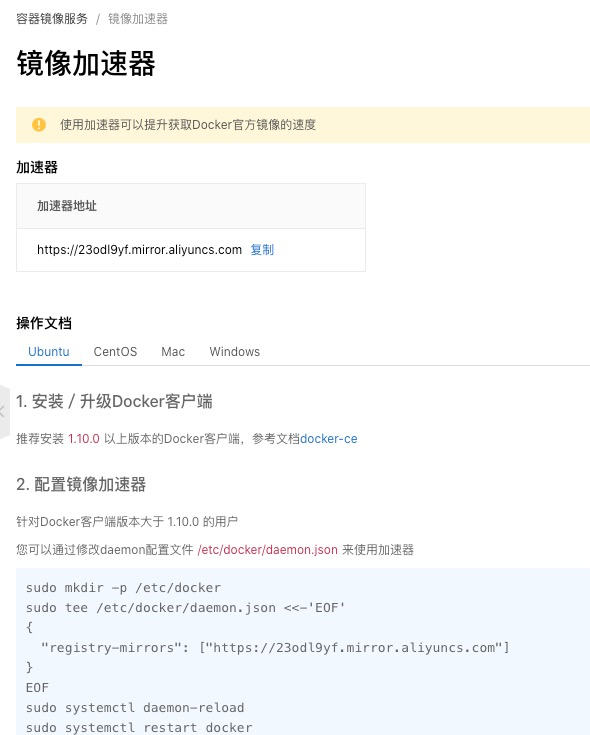 容器镜像服务 / 镜像加速器
镜像加速器
使用加速器可以提升获取Docker官方镜像的速度
加速器
加速器地址
https://23odl9yf.mirror.aliyuncs.com 复制
操作文档
Ubuntu CentOS Mac Windows
1. 安装 / 升级Docker客户端
推荐安装 1.10.0 以上版本的Docker客户端，参考文档docker-ce
2. 配置镜像加速器
针对Docker客户端版本大于 1.10.0 的用户
您可以通过修改daemon配置文件 /etc/docker/daemon.json 来使用加速器
sudo mkdir -p /etc/docker
sudo tee /etc/docker/daemon.json <<-'EOF'
{
  "registry-mirrors": ["https://23odl9yf.mirror.aliyuncs.com"]
}
EOF
sudo systemctl daemon-reload
sudo systemctl restart docker